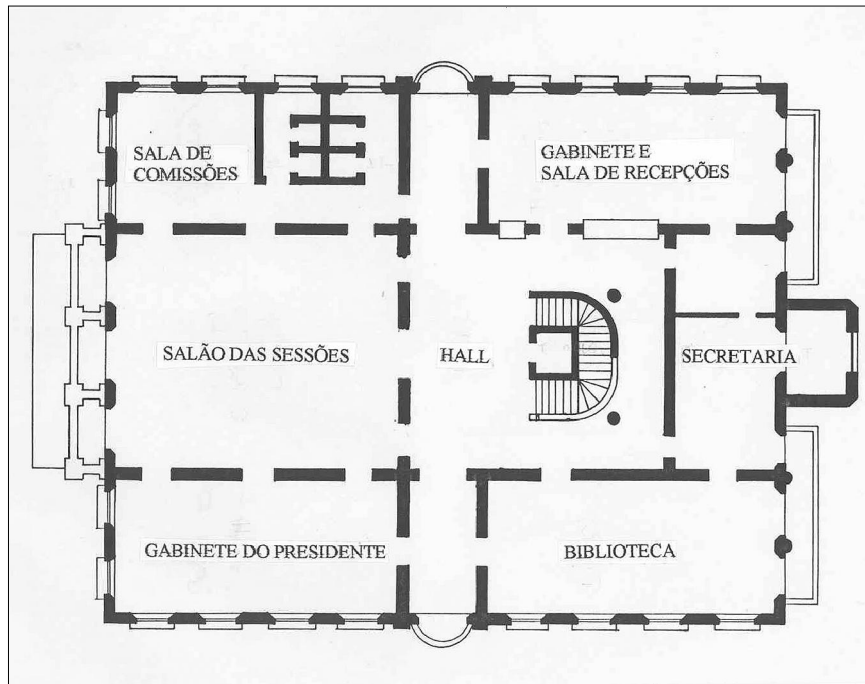 SALA DE
COMISSÕES
GABINETE E
SALA DE RECEPÇÕES
SALÃO DAS SESSÕES
HALL
SECRETARIA
GABINETE DO PRESIDENTE
BIBLIOTECA